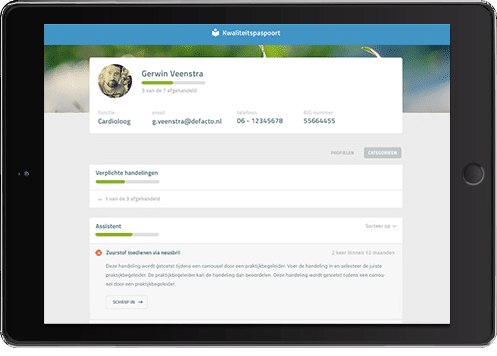 Kwaliteitspaspoort
Gerwin Veenstra
3 van de 7 afgehandeld
functie email telefoon BIG nummer
Cardioloog g.veenstra@defacto.nl 06 - 12345678 55664455
PROFIELEN CATEGORIEEN
Verplichte handelingen
1 van de 3 afgehandeld
Assistent Sorteer op
Zuurstof toedienen via neusbril 2 keer binnen 12 maanden
Deze handeling wordt getoetst tijdens een carrousel door een praktijkbegeleider. Voer de handeling in en selecteer de juiste
praktijkbegeleider. De praktijkbegeleider kan de handeling dan beoordelen. Deze handeling wordt getoetst tijdens een carrou-
sel door een praktijkbegeleider.
SCHRIJF IN →